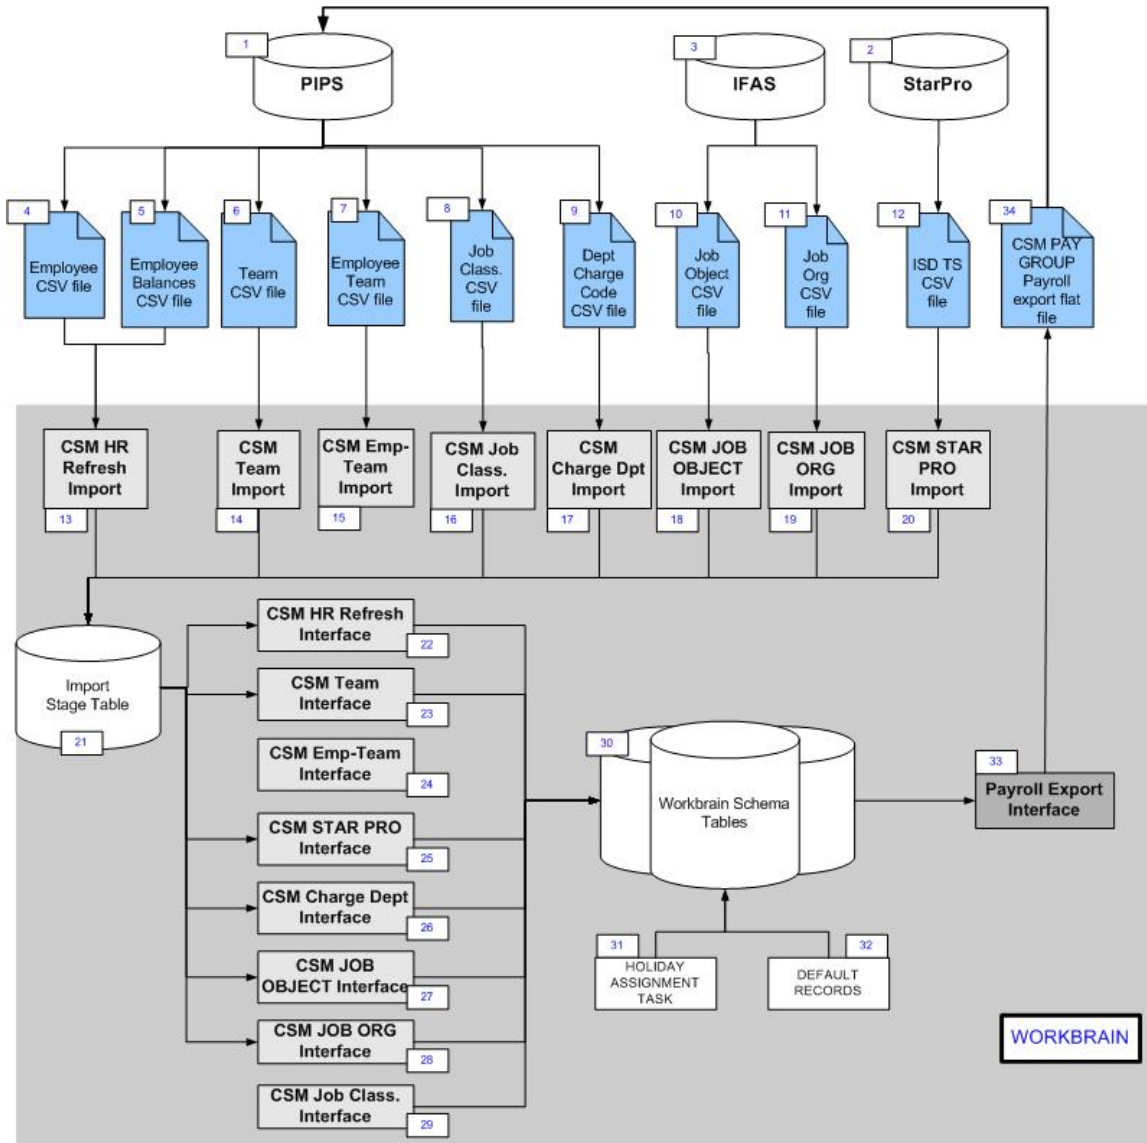 1
PIPS
3
IFAS
2
StarPro
4
Employee
CSV file
5
Employee
Balances
CSV file
6
Team
CSV file
7
Employee
Team
CSV file
8
Job
Class.
CSV
file
9
Dept
Charge
Code
CSV file
10
Job
Object
CSV
file
11
Job
Org
CSV
file
12
ISD TS
CSV
file
34
CSM PAY
GROUP
Payroll
export flat
file
CSM HR
Refresh
Import
13
CSM
Team
Import
14
CSM Emp-
Team
Import
15
CSM Job
Class.
Import
16
CSM
Charge Dpt
Import
17
CSM JOB
OBJECT
Import
18
CSM JOB
ORG
Import
19
CSM STAR
PRO
Import
20
Import
Stage Table
21
CSM HR Refresh
Interface
22
CSM Team
Interface
23
CSM Emp-Team
Interface
24
CSM STAR PRO
Interface
25
CSM Charge Dept
Interface
26
CSM JOB
OBJECT Interface
27
CSM JOB ORG
Interface
28
CSM Job Class.
Interface
29
30
Workbrain Schema
Tables
31
HOLIDAY
ASSIGNMENT
TASK
32
DEFAULT
RECORDS
33
Payroll Export
Interface
WORKBRAIN